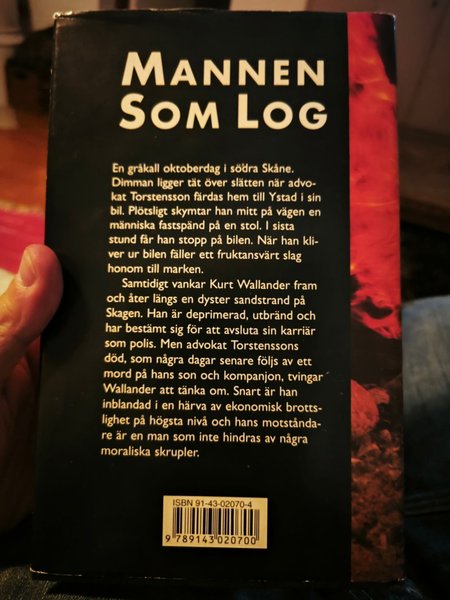 MANNEN
SOM LOG
En gråkall oktoberdag i södra Skåne.
Dimman ligger tät över slätten när advo-
kat Torstensson färdas hem till Ystad i sin
bil. Plötsligt skymtar han mitt på vägen en
människa fastspänd på en stol. I sista
stund får han stopp på bilen. När han kli-
ver ur bilen fäller ett fruktansvärt slag
honom till marken.
Samtidigt vankar Kurt Wallander fram
och åter längs en dyster sandstrand på
Skagen. Han är deprimerad, utbränd och
har bestämt sig för att avsluta sin karriär
som polis. Men advokat Torstenssons
död, som några dagar senare följs av ett
mord på hans son och kompanjon, tvingar
Wallander att tänka om. Snart är han
inblandad i en härva av ekonomisk brotts-
lighet på högsta nivå och hans motstånda-
re är en man som inte hindras av några
moraliska skrupler.
ISBN 91-43-02070-4
9 789143 020700